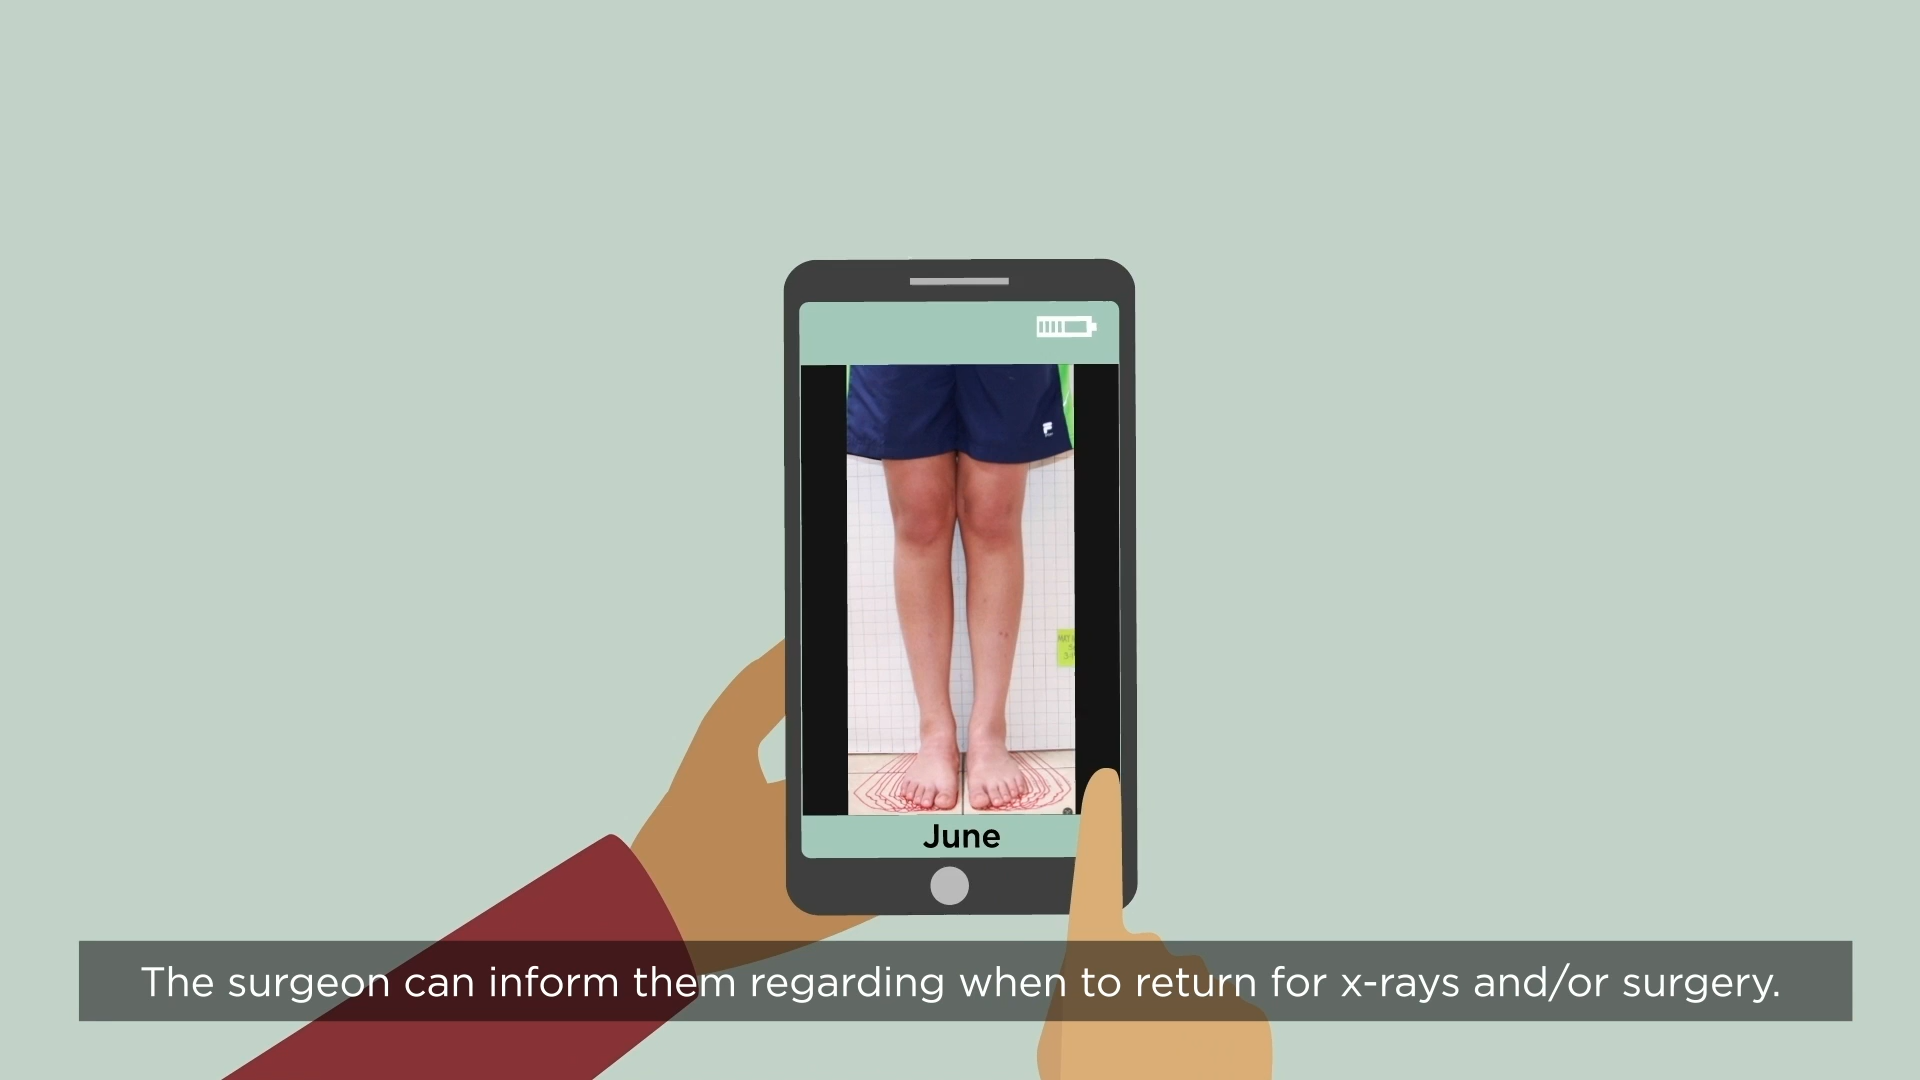 June
The surgeon can inform them regarding when to return for x-rays and/or surgery.